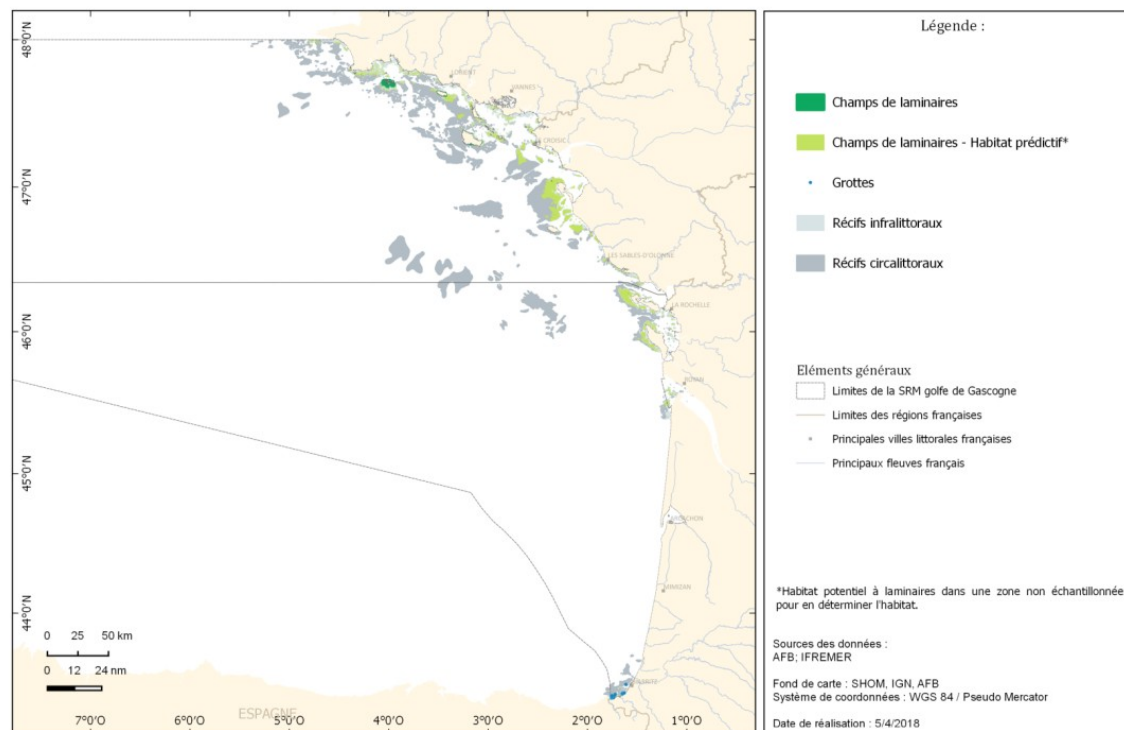 48°0'N
47°0'N
46°0'N
45°0'N
44°0'N
LORIENT
VANNES
LE CROISIC
LES SABLES-D'OLONNE
LA ROCHELLE
ROYAN
ARCACHON
MIMIZAN
BIARRITZ
0 25 50 km
0 12 24 nm
ESPAGNE
7°0'O 6°0'O 5°0'O 4°0'O 3°0'O 2°0'O 1°0'O
Légende :
Champs de laminaires
Champs de laminaires - Habitat prédictif*
Grottes
Récifs infralittoraux
Récifs circalittoraux
Eléments généraux
Limites de la SRM golfe de Gascogne
Limites des régions françaises
Principales villes littorales françaises
Principaux fleuves français
*Habitat potentiel à laminaires dans une zone non échantillonnée
pour en déterminer l'habitat.
Sources des données :
AFB; IFREMER
Fond de carte : SHOM, IGN, AFB
Système de coordonnées : WGS 84 / Pseudo Mercator
Date de réalisation : 5/4/2018